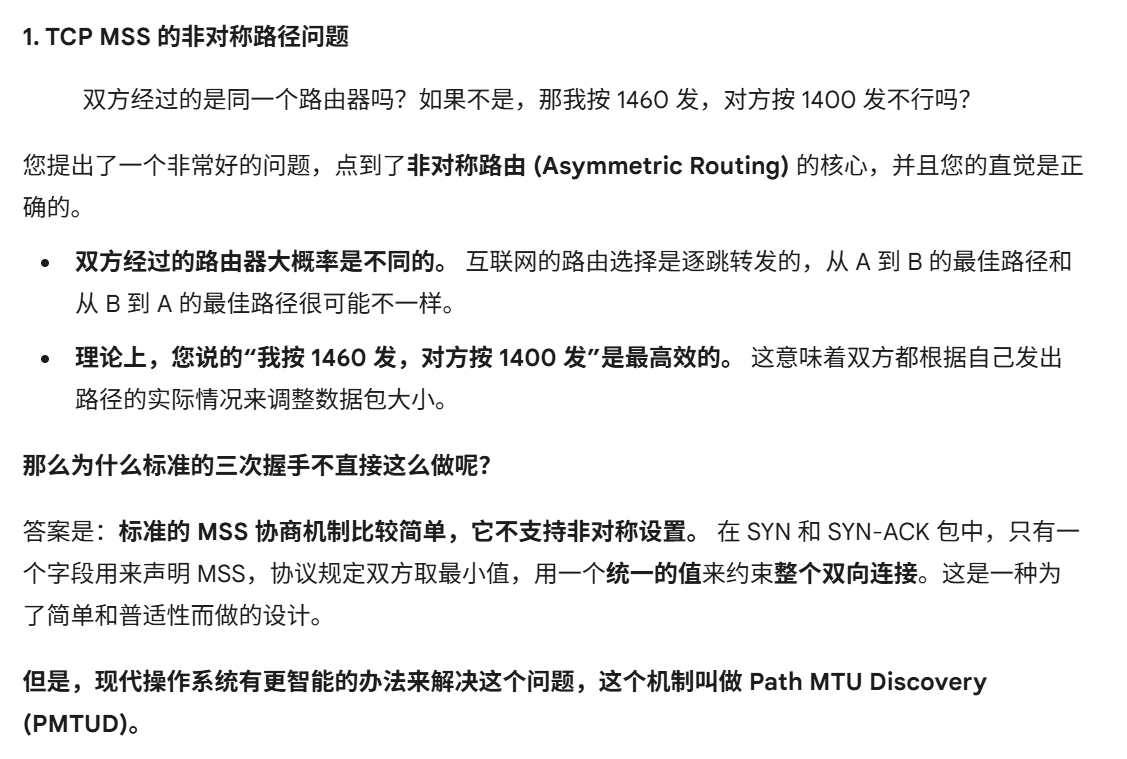 1. TCP MSS 的非对称路径问题
双方经过的是同一个路由器吗？如果不是，那我按 1460 发，对方按 1400 发不行吗？
您提出了一个非常好的问题，点到了非对称路由 (Asymmetric Routing) 的核心，并且您的直觉是正
确的。
• 双方经过的路由器大概率是不同的。 互联网的路由选择是逐跳转发的，从 A 到 B 的最佳路径和
从 B 到 A 的最佳路径很可能不一样。
• 理论上，您说的“我按 1460 发，对方按 1400 发”是最高效的。 这意味着双方都根据自己发出
路径的实际情况来调整数据包大小。
那么为什么标准的三次握手不直接这么做呢？
答案是：标准的 MSS 协商机制比较简单，它不支持非对称设置。 在 SYN 和 SYN-ACK 包中，只有一
个字段用来声明 MSS，协议规定双方取最小值，用一个统一的值来约束整个双向连接。这是一种为
了简单和普适性而做的设计。
但是，现代操作系统有更智能的办法来解决这个问题，这个机制叫做 Path MTU Discovery
(PMTUD)。